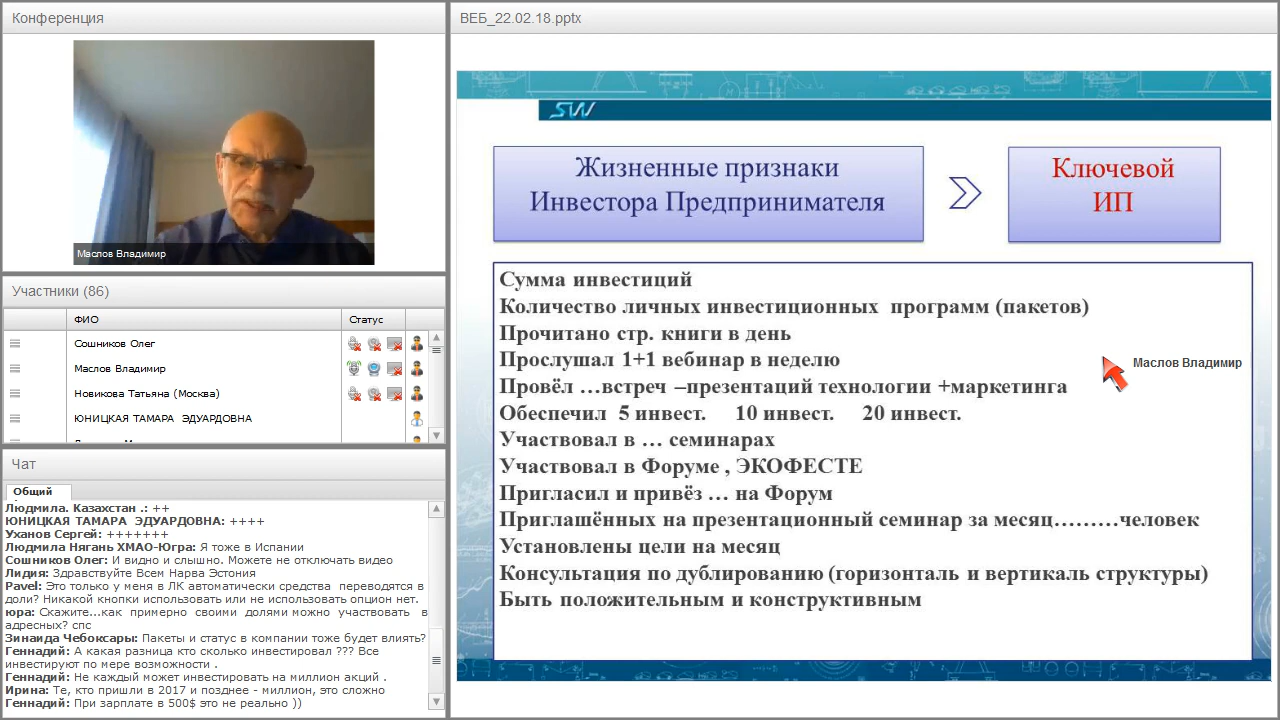 Конференция
Маслов Владимир
Участники (86)
ФИО
Статус
Сошников Олег
Маслов Владимир
Новикова Татьяна (Москва)
ЮНИЦКАЯ ТАМАРА ЭДУАРДОВНА
Чат
Общий
Людмила. Казахстан .: ++
ЮНИЦКАЯ ТАМАРА ЭДУАРДОВНА: ++++
Уханов Сергей: +++++++
Людмила Нягань ХМАО-Югра: Я тоже в Испании
Сошников Олег: И видно и слышно. Можете не отключать видео
Лидия: Здравствуйте Всем Нарва Эстония
Pavel: Это только у меня в ЛК автоматически средства переводятся в
доли? Никакой кнопки использовать или не использовать опцион нет.
юра: Скажите...как примерно своими долями можно участвовать в
адресных? спс
Зинаида Чебоксары: Пакеты и статус в компании тоже будет влиять?
Геннадий: А какая разница кто сколько инвестировал ??? Все
инвестируют по мере возможности .
Геннадий: Не каждый может инвестировать на миллион акций .
Ирина: Те, кто пришли в 2017 и позднее - миллион, это сложно
Геннадий: При зарплате в 500$ это не реально ))
ВЕБ_22.02.18.pptx
SW
Жизненные признаки
Инвестора Предпринимателя
Ключевой
ИП
Сумма инвестиций
Количество личных инвестиционных программ (пакетов)
Прочитано стр. книги в день
Прослушал 1+1 вебинар в неделю
Провёл …встреч –презентаций технологии +маркетинга
Обеспечил 5 инвест. 10 инвест. 20 инвест.
Участвовал в … семинарах
Участвовал в Форуме , ЭКОФЕСТЕ
Пригласил и привёз … на Форум
Приглашённых на презентационный семинар за месяц………человек
Установлены цели на месяц
Консультация по дублированию (горизонталь и вертикаль структуры)
Быть положительным и конструктивным
Маслов Владимир